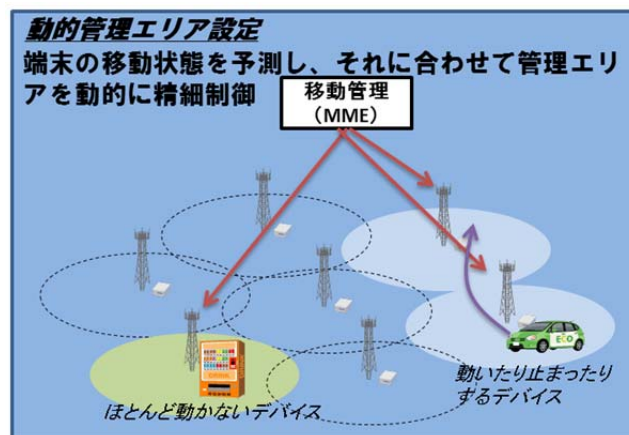 動的管理エリア設定
端末の移動状態を予測し、それに合わせて管理エリ
アを動的に精細制御
移動管理
（MME）
ECO
動いたり止まったり
するデバイス
ほとんど動かないデバイス